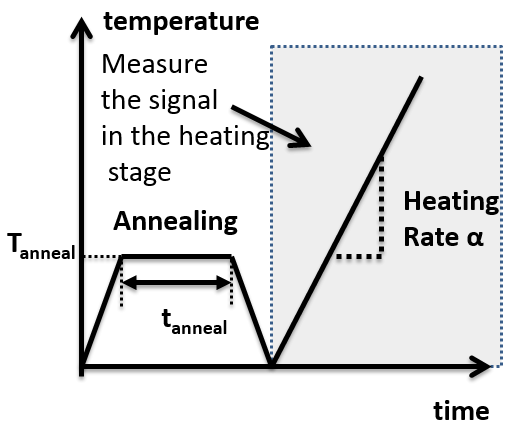 temperature
Measure
the signal
in the heating
stage
Annealing
Heating
Rate α
Tanneal
tanneal
time